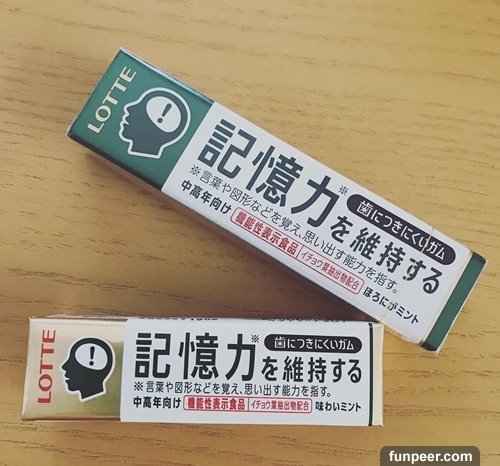 LOTTE
!
記憶力※を維持する
歯につきにくいガム
※言葉や図形などを覚え、思い出す能力を指す。
中高年向け 機能性表示食品 イチョウ葉抽出物配合 ほろにがミント
LOTTE
!
記憶力※を維持する
歯につきにくいガム
※言葉や図形などを覚え、思い出す能力を指す。
中高年向け 機能性表示食品 イチョウ葉抽出物配合 味わいミント
funpeer.com